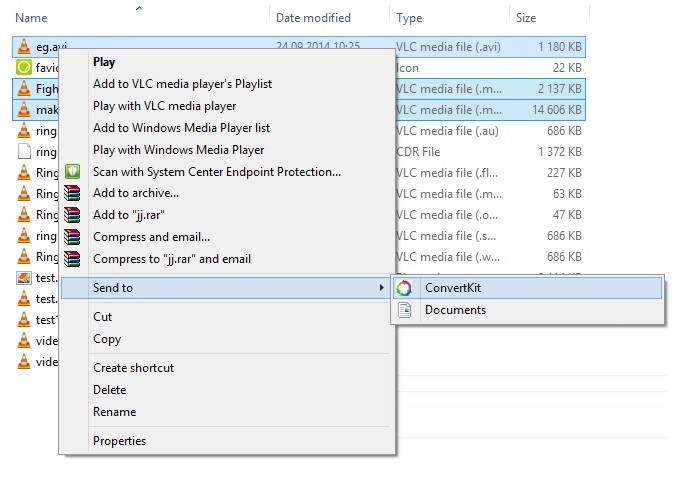 Name Date modified Type Size
eg.avi 24.09.2014 10:25 VLC media file (.avi) 1 180 KB
favic Icon 22 KB
Figh VLC media file (.m... 2 137 KB
mak VLC media file (.m... 14 606 KB
ring VLC media file (.au) 686 KB
ring CDR File 1 372 KB
Ring VLC media file (.fl... 227 KB
Ring VLC media file (.m... 63 KB
Ring VLC media file (.o... 47 KB
Ring VLC media file (.s... 686 KB
Ring VLC media file (.w... 686 KB
test.
test.
test1
vide
vide
Play
Add to VLC media player's Playlist
Play with VLC media player
Add to Windows Media Player list
Play with Windows Media Player
Scan with System Center Endpoint Protection...
Add to archive...
Add to "jj.rar"
Compress and email...
Compress to "jj.rar" and email
Send to
Cut
Copy
Create shortcut
Delete
Rename
Properties
ConvertKit
Documents